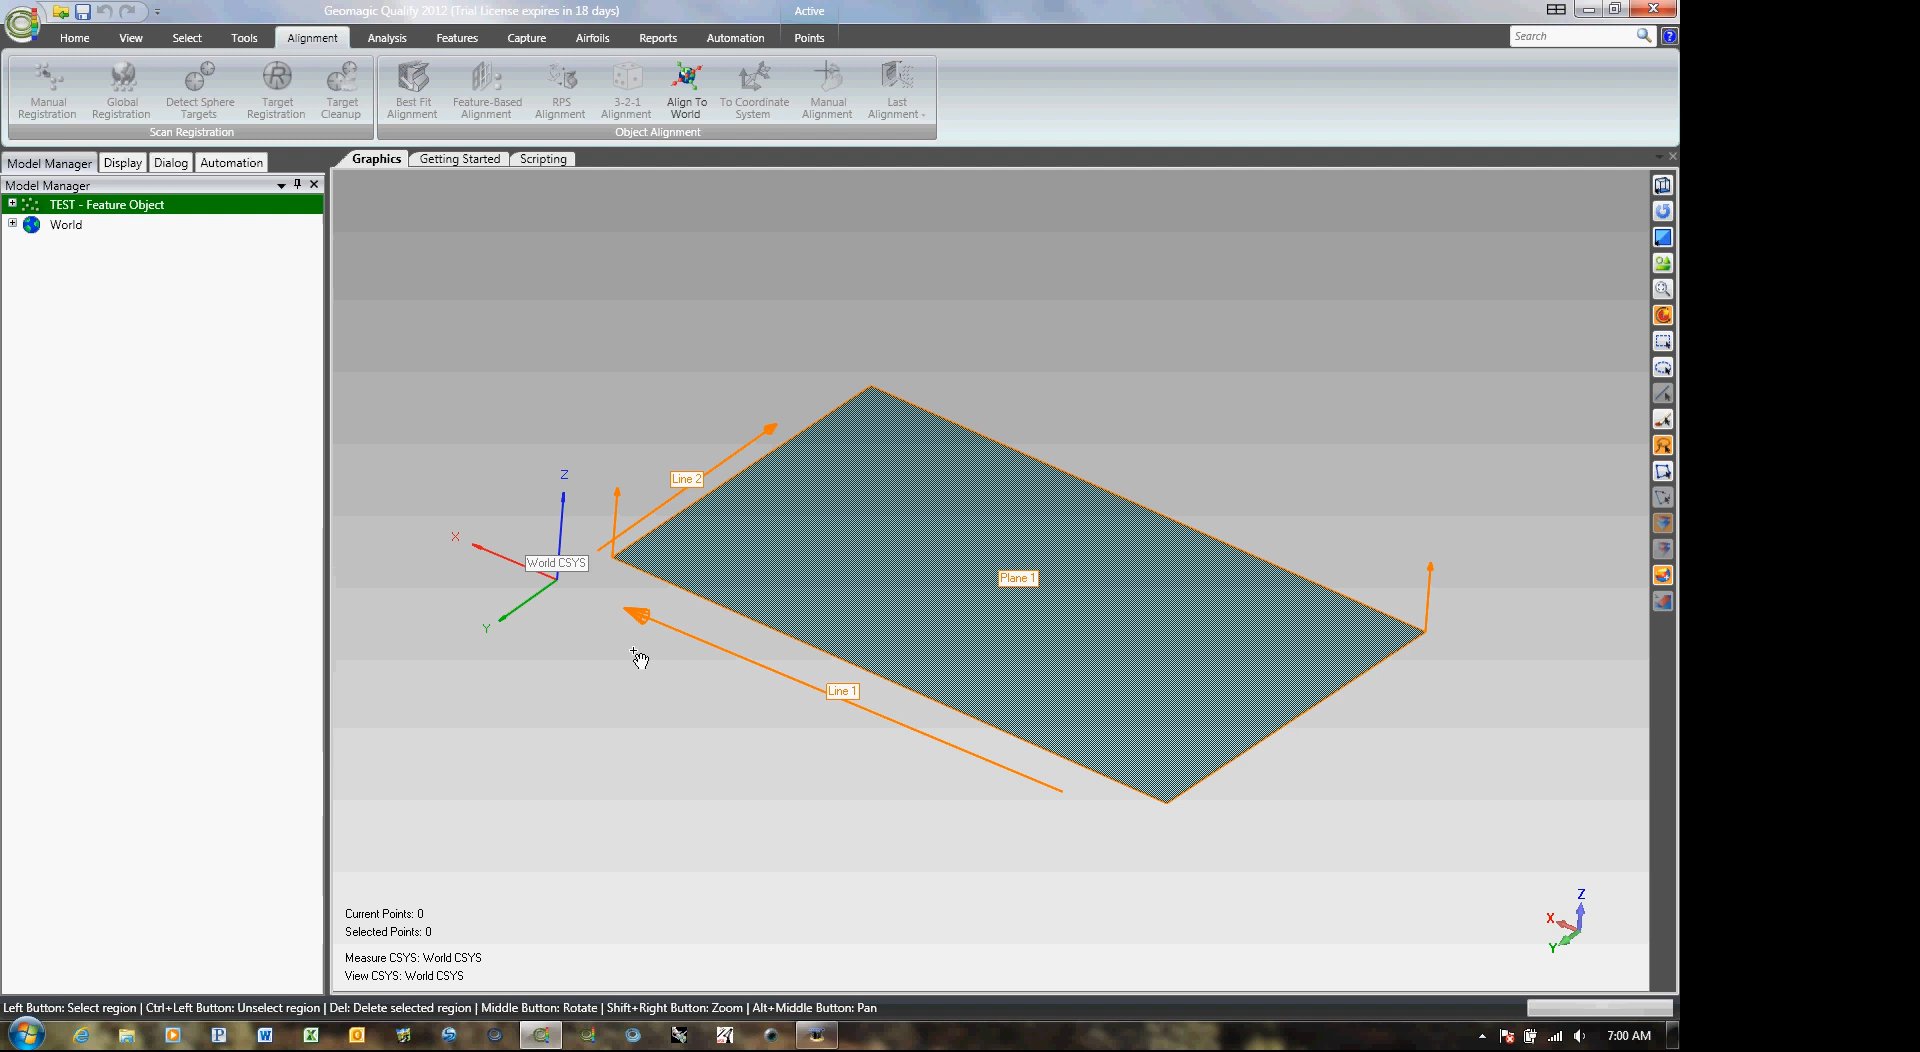 Geomagic Qualify 2012 (Trial License expires in 18 days)
Active
Home View Select Tools Alignment Analysis Features Capture Airfoils Reports Automation Points
Search
Manual Registration
Global Registration
Detect Sphere Targets
Target Registration
Target Cleanup
Scan Registration
Best Fit Alignment
Feature-Based Alignment
RPS Alignment
3-2-1 Alignment
Align To World
To Coordinate System
Manual Alignment
Last Alignment
Object Alignment
Model Manager Display Dialog Automation
Graphics Getting Started Scripting
Model Manager
TEST - Feature Object
World
Z
X
World CSYS
Y
Line 2
Plane 1
Line 1
Current Points: 0
Selected Points: 0
Measure CSYS: World CSYS
View CSYS: World CSYS
Z
X
Y
Left Button: Select region | Ctrl+Left Button: Unselect region | Del: Delete selected region | Middle Button: Rotate | Shift+Right Button: Zoom | Alt+Middle Button: Pan
7:00 AM